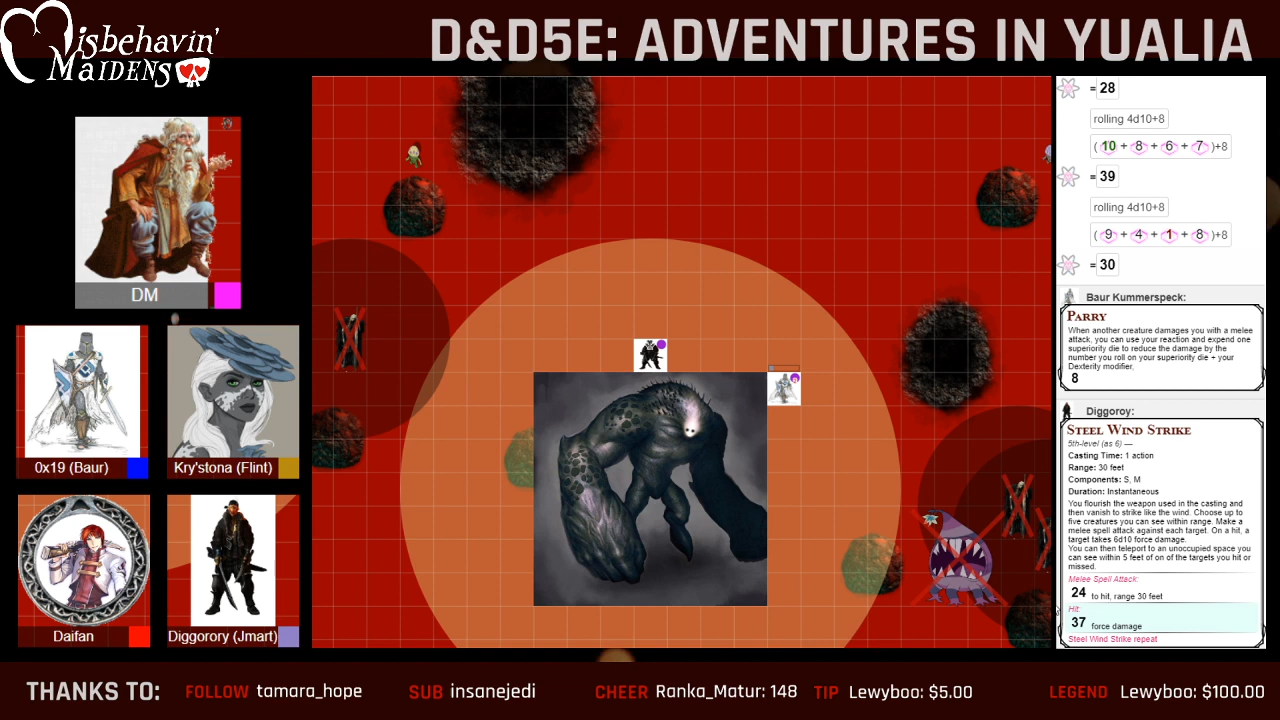 Misbehavin'
Maidens
D&D5E: ADVENTURES IN YUALIA
DM
0x19 (Baur)
Kry'stona (Flint)
Daifan
Diggorory (Jmart)
= 28
rolling 4d10+8
( 10 + 8 + 6 + 7 )+8
= 39
rolling 4d10+8
( 9 + 4 + 1 + 8 )+8
= 30
Baur Kummerspeck:
PARRY
When another creature damages you with a melee
attack, you can use your reaction and expend one
superiority die to reduce the damage by the
number you roll on your superiority die + your
Dexterity modifier,
8
Diggoroy:
STEEL WIND STRIKE
5th-level (as 6) —
Casting Time: 1 action
Range: 30 feet
Components: S, M
Duration: Instantaneous
You flourish the weapon used in the casting and
then vanish to strike like the wind. Choose up to
five creatures you can see within range. Make a
melee spell attack against each target. On a hit, a
target takes 6d10 force damage.
You can then teleport to an unoccupied space you
can see within 5 feet of on of the targets you hit or
missed.
Melee Spell Attack:
24 to hit, range 30 feet
Hit:
37 force damage
Steel Wind Strike repeat
THANKS TO: FOLLOW tamara_hope SUB insanejedi CHEER Ranka_Matur: 148 TIP Lewyboo: $5.00 LEGEND Lewyboo: $100.00